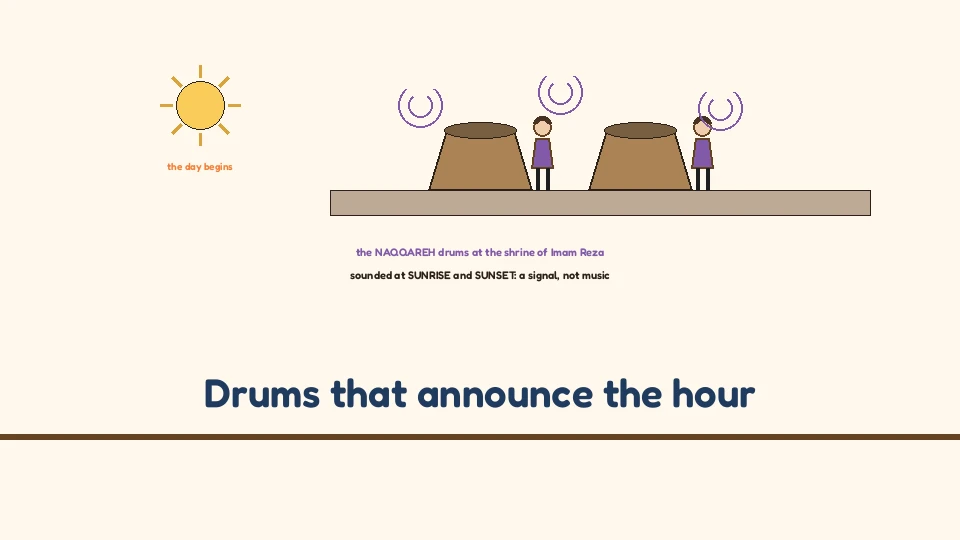 the day begins
the NAQQAREH drums at the shrine of Imam Reza
sounded at SUNRISE and SUNSET: a signal, not music
Drums that announce the hour